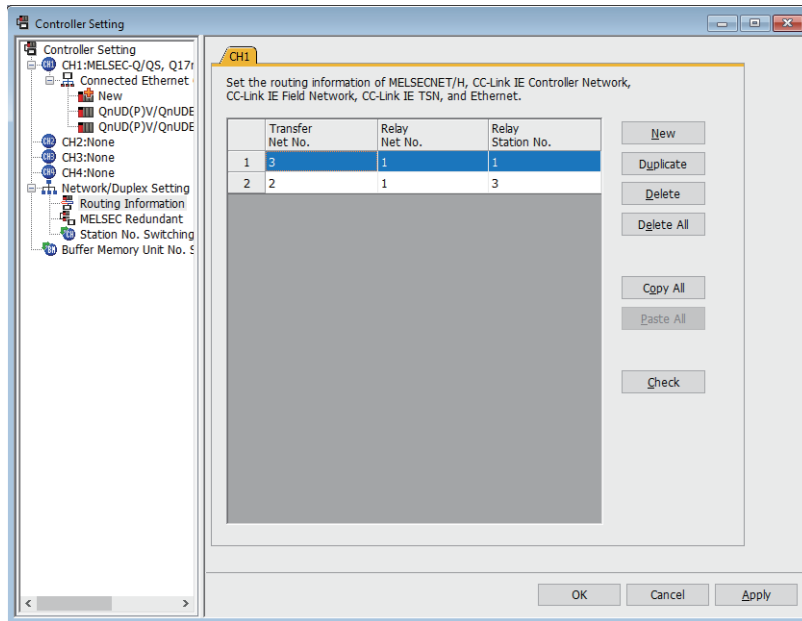 Controller Setting
Controller Setting
CH1:MELSEC-Q/QS, Q17r
Connected Ethernet
New
QnUD(P)V/QnUDE
QnUD(P)V/QnUDE
CH2:None
CH3:None
CH4:None
Network/Duplex Setting
Routing Information
MELSEC Redundant
Station No. Switching
Buffer Memory Unit No. S
CH1
Set the routing information of MELSECNET/H, CC-Link IE Controller Network,
CC-Link IE Field Network, CC-Link IE TSN, and Ethernet.
Transfer Net No. Relay Net No. Relay Station No.
1 3 1 1
2 2 1 3
New
Duplicate
Delete
Delete All
Copy All
Paste All
Check
OK Cancel Apply